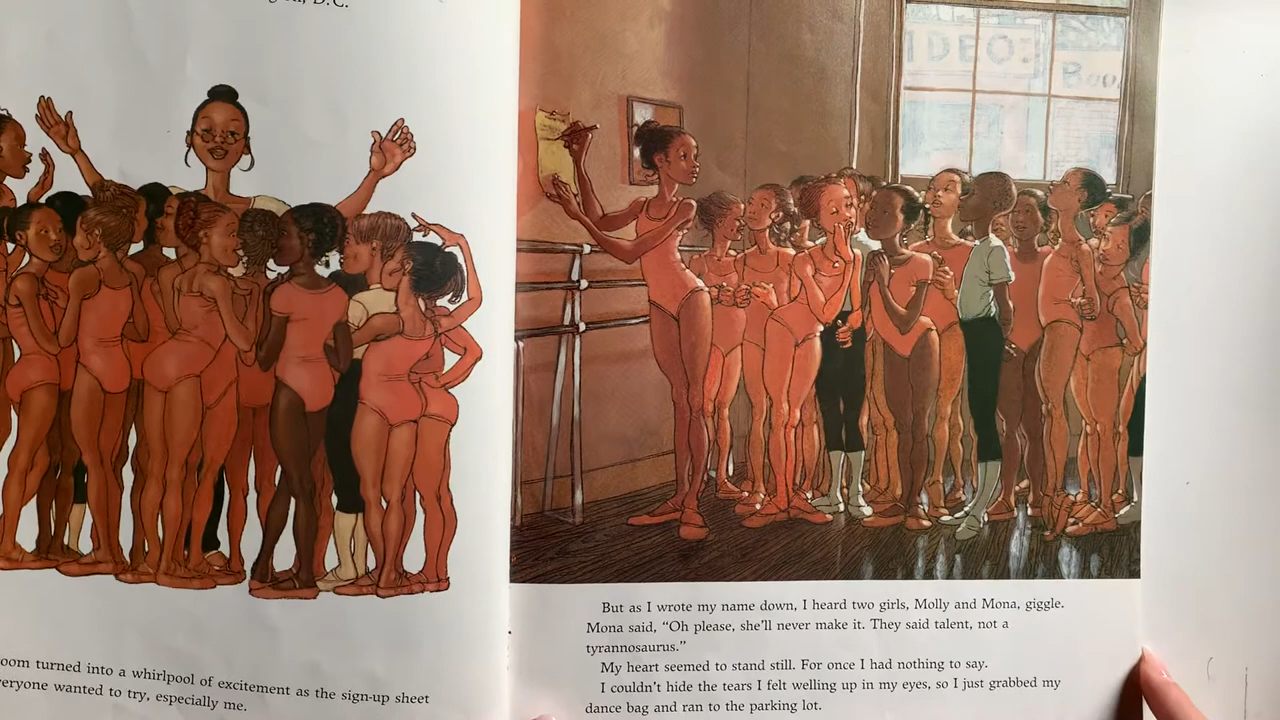 D.C.
oom turned into a whirlpool of excitement as the sign-up sheet
veryone wanted to try, especially me.
IDEO
Boo
But as I wrote my name down, I heard two girls, Molly and Mona, giggle.
Mona said, “Oh please, she’ll never make it. They said talent, not a
tyrannosaurus.”
My heart seemed to stand still. For once I had nothing to say.
I couldn’t hide the tears I felt welling up in my eyes, so I just grabbed my
dance bag and ran to the parking lot.